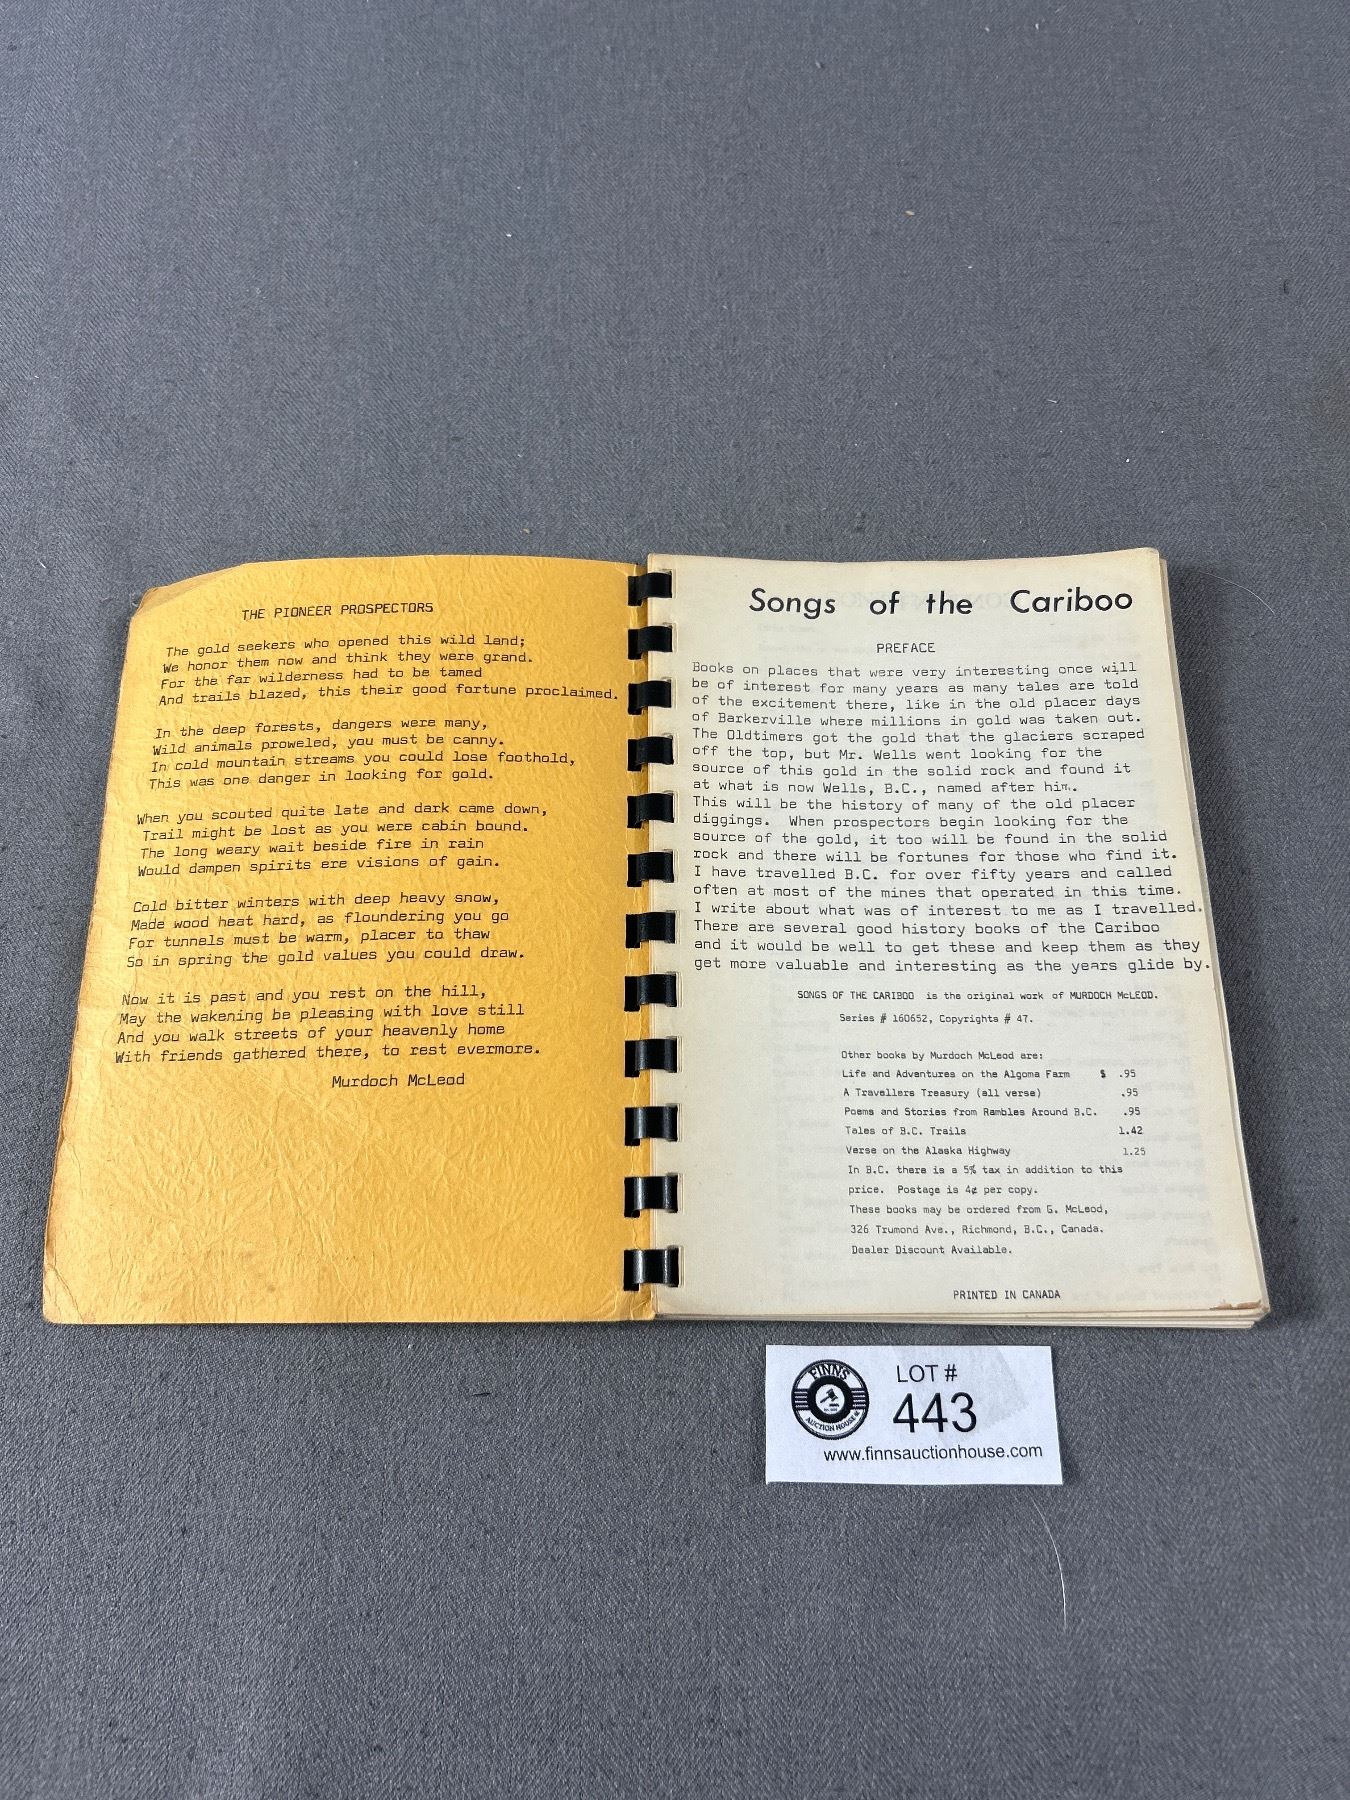 THE PIONEER PROSPECTORS
The gold seekers who opened this wild land;
We honor them now and think they were grand.
For the far wilderness had to be tamed
And trails blazed, this their good fortune proclaimed.
In the deep forests, dangers were many,
Wild animals proweled, you must be canny.
In cold mountain streams you could lose foothold,
This was one danger in looking for gold.
When you scouted quite late and dark came down,
Trail might be lost as you were cabin bound.
The long weary wait beside fire in rain
Would dampen spirits ere visions of gain.
Cold bitter winters with deep heavy snow,
Made wood heat hard, as floundering you go
For tunnels must be warm, placer to thaw
So in spring the gold values you could draw.
Now it is past and you rest on the hill,
May the wakening be pleasing with love still
And you walk streets of your heavenly home
With friends gathered there, to rest evermore.
Murdoch McLeod
Songs of the Cariboo
PREFACE
Books on places that were very interesting once will
be of interest for many years as many tales are told
of the excitement there, like in the old placer days
of Barkerville where millions in gold was taken out.
The Oldtimers got the gold that the glaciers scraped
off the top, but Mr. Wells went looking for the
source of this gold in the solid rock and found it
at what is now Wells, B.C., named after him.
This will be the history of many of the old placer
diggings. When prospectors begin looking for the
source of the gold, it too will be found in the solid
rock and there will be fortunes for those who find it.
I have travelled B.C. for over fifty years and called
often at most of the mines that operated in this time.
I write about what was of interest to me as I travelled.
There are several good history books of the Cariboo
and it would be well to get these and keep them as they
get more valuable and interesting as the years glide by.
SONGS OF THE CARIBOO is the original work of MURDOCH McLEOD.
Series # 160652, Copyrights # 47.
Other books by Murdoch McLeod are:
Life and Adventures on the Algoma Farm $ .95
A Travellers Treasury (all verse) .95
Poems and Stories from Rambles Around B.C. .95
Tales of B.C. Trails 1.42
Verse on the Alaska Highway 1.25
In B.C. there is a 5% tax in addition to this
price. Postage is 4¢ per copy.
These books may be ordered from G. McLeod,
326 Trumond Ave., Richmond, B.C., Canada.
Dealer Discount Available.
PRINTED IN CANADA
FINNS
AUCTION HOUSE
LOT #
443
www.finnsauctionhouse.com